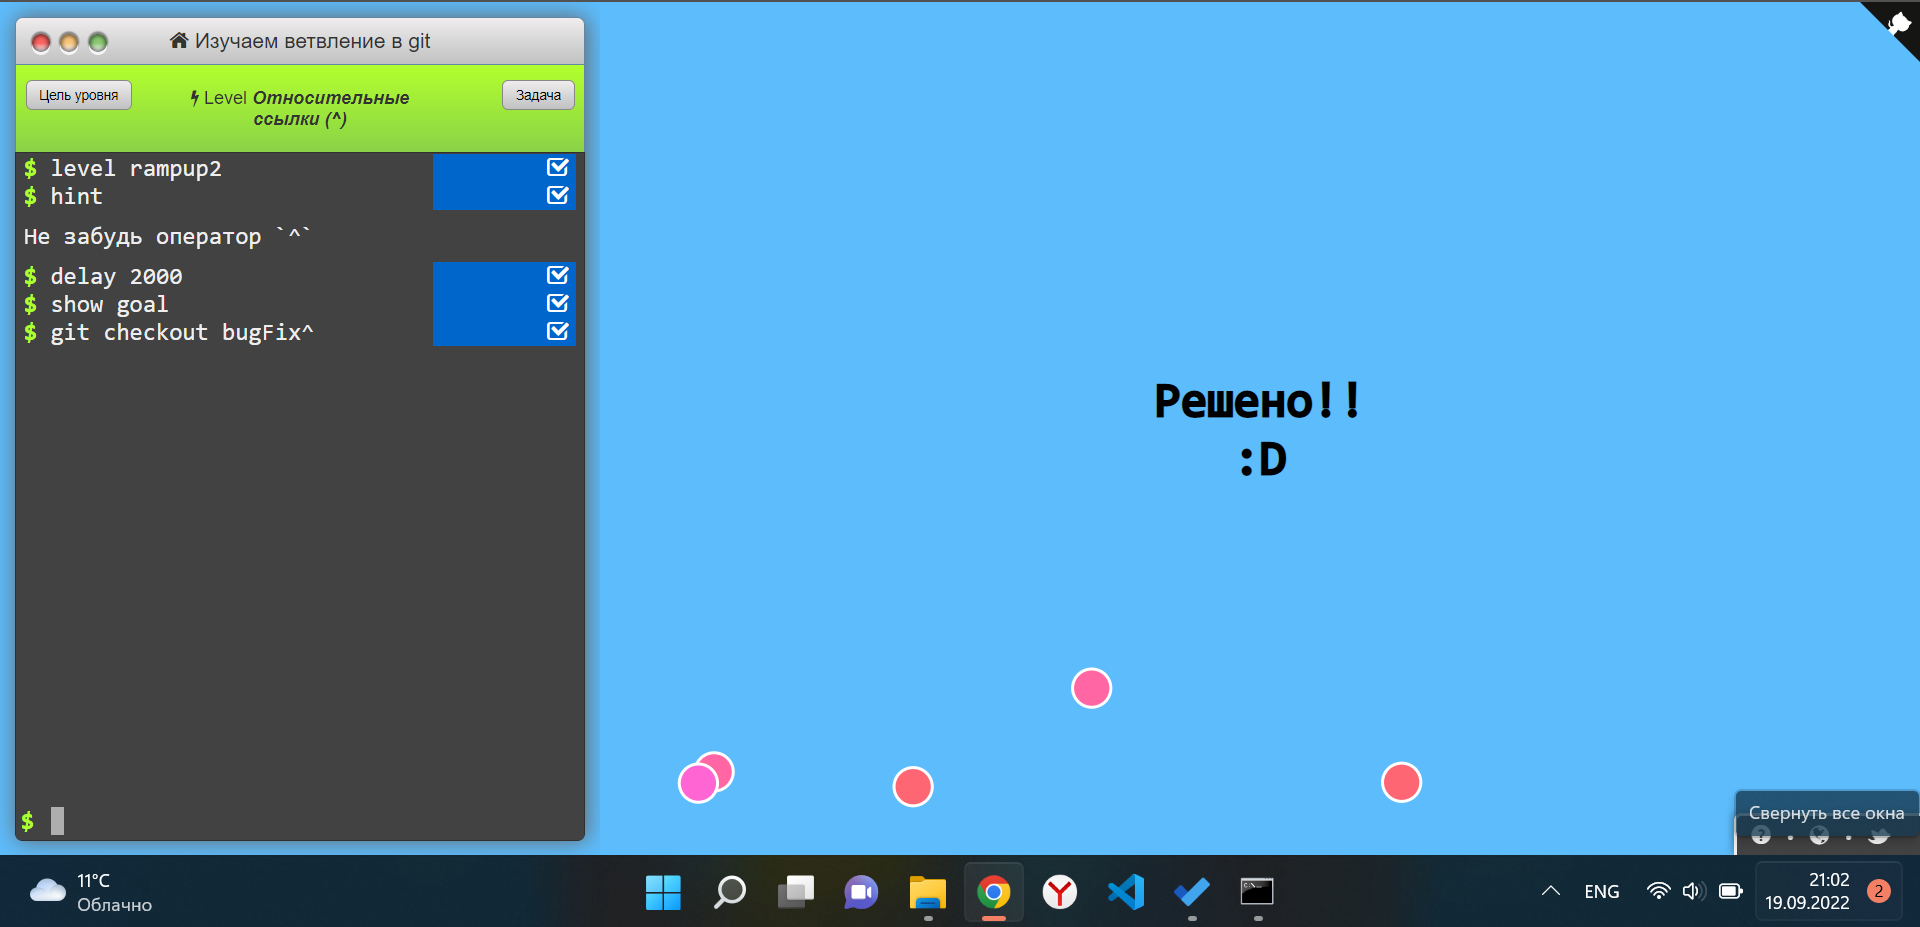 Изучаем ветвление в git
Цель уровня
Level Относительные
ссылки (^)
Задача
$ level rampup2
$ hint
Не забудь оператор `^`
$ delay 2000
$ show goal
$ git checkout bugFix^
$
Решено!!
:D
Свернуть все окна
11°C
Облачно
ENG
21:02
19.09.2022
2